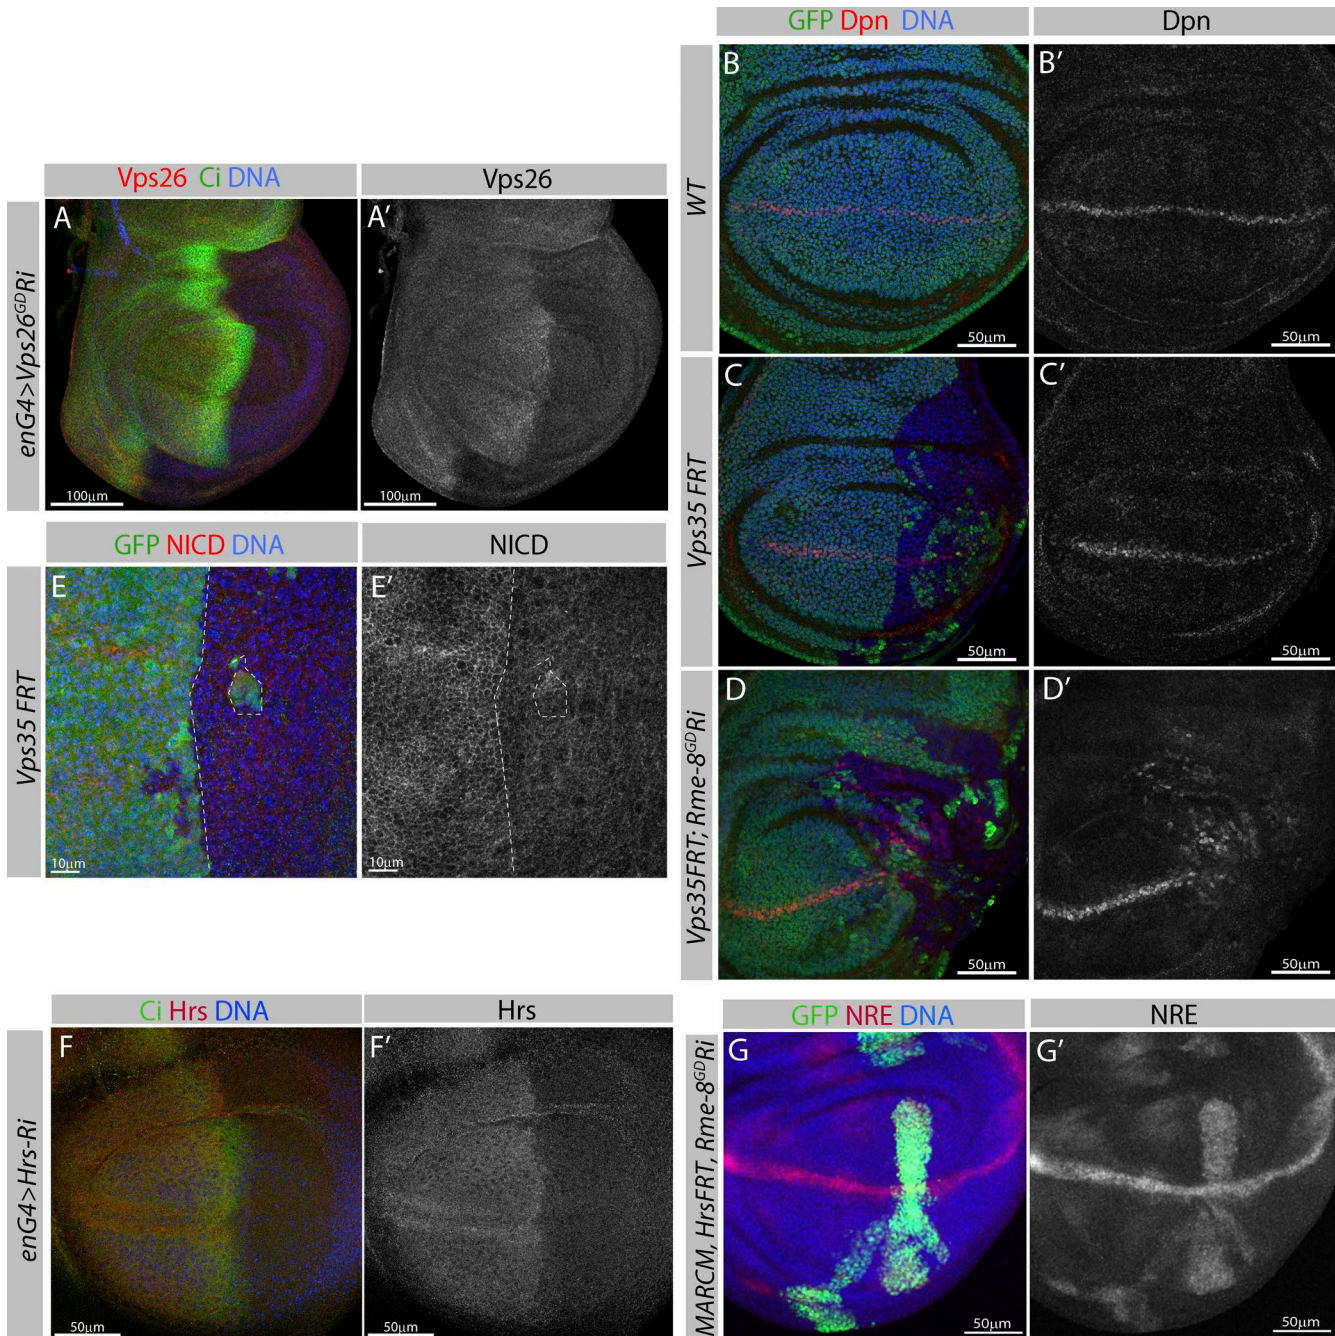 GFP Dpn DNA
Dpn
WT
B
B’
50µm
50µm
Vps26 Ci DNA
Vps26
enG4>Vps26GDRi
A
A’
100µm
100µm
Vps35 FRT
C
C’
50µm
50µm
GFP NICD DNA
NICD
Vps35 FRT
E
E’
10µm
10µm
Vps35FRT; Rme-8GDRi
D
D’
50µm
50µm
Ci Hrs DNA
Hrs
enG4>Hrs-Ri
F
F’
50µm
50µm
GFP NRE DNA
NRE
MARCM, HrsFRT, Rme-8GDRi
G
G’
50µm
50µm